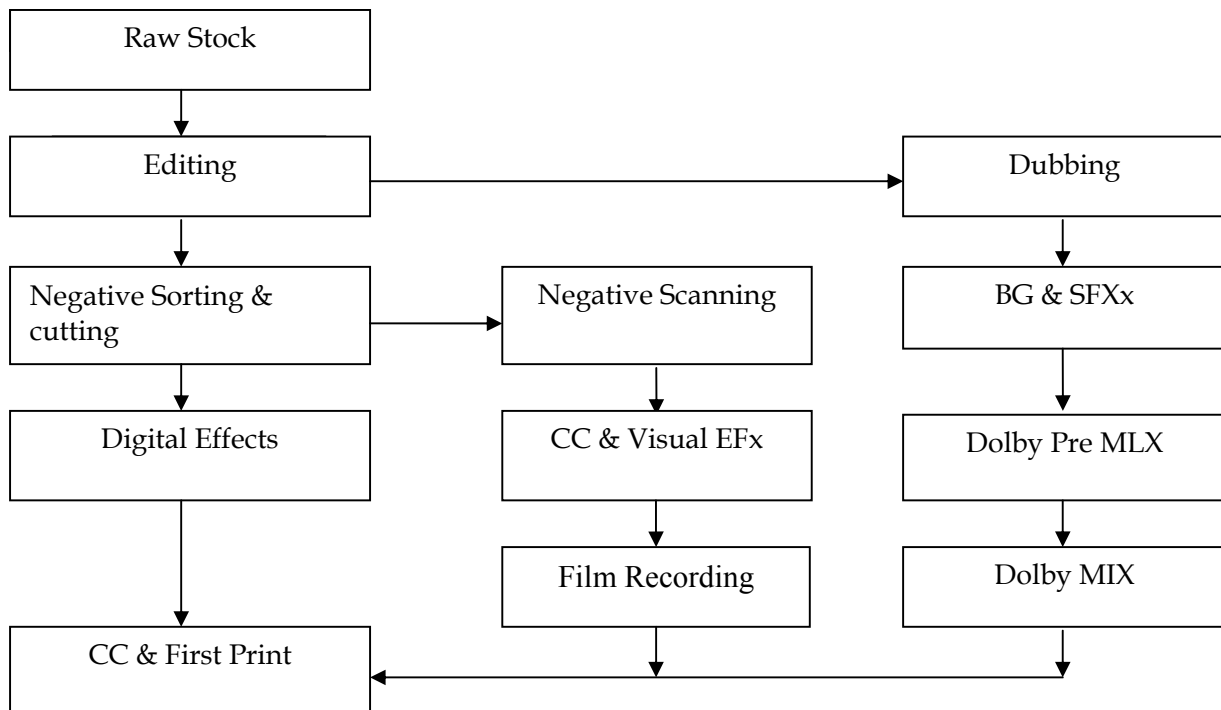 Raw Stock
Editing
Dubbing
Negative Sorting &
cutting
Negative Scanning
BG & SFXx
Digital Effects
CC & Visual EFx
Dolby Pre MLX
Film Recording
Dolby MIX
CC & First Print